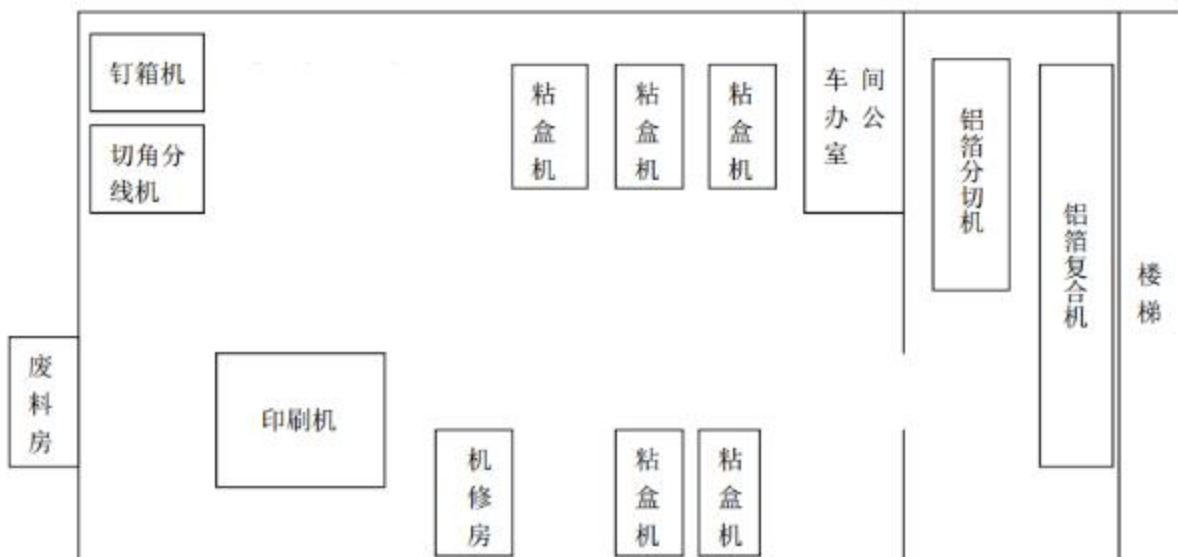 钉箱机
切角分
线机
粘盒机
粘盒机
粘盒机
车间
办公
室
铝箔分切机
铝箔复合机
楼梯
废料房
印刷机
机修房
粘盒机
粘盒机